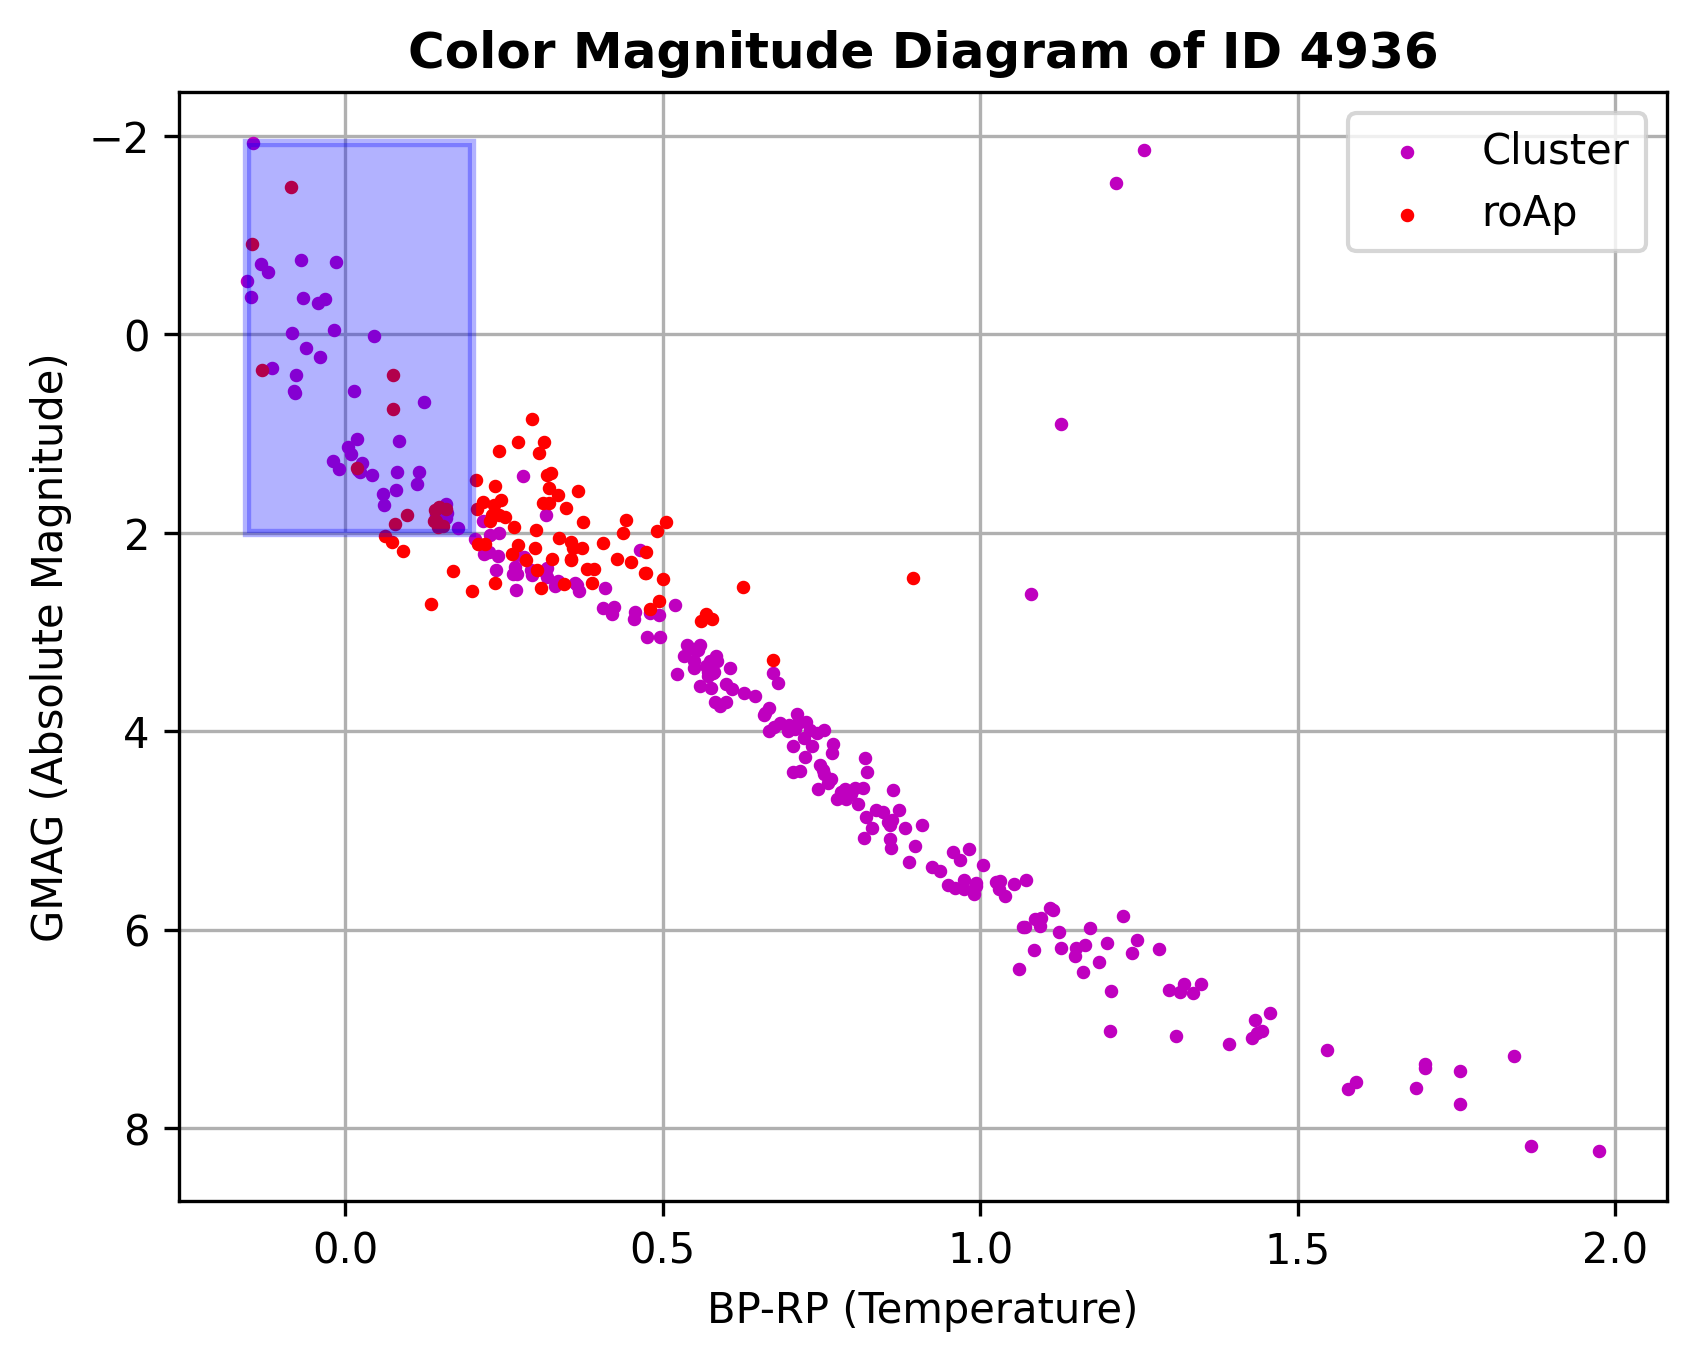 Color Magnitude Diagram of ID 4936
Cluster
roAp
−2
0
2
4
6
8
GMAG (Absolute Magnitude)
0.0 0.5 1.0 1.5 2.0
BP-RP (Temperature)